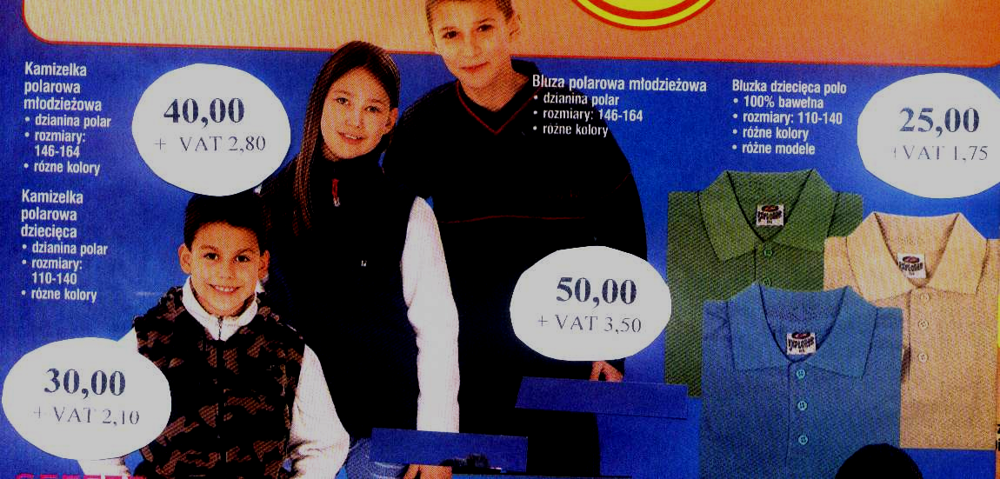 Kamizelka
polarowa
młodzieżowa
• dzianina polar
• rozmiary:
146-164
• różne kolory
40,00
+ VAT 2,80
Kamizelka
polarowa
dziecięca
• dzianina polar
• rozmiary:
110-140
• różne kolory
30,00
+ VAT 2,10
Bluza polarowa młodzieżowa
• dzianina polar
• rozmiary: 146-164
• różne kolory
50,00
+ VAT 3,50
Bluzka dziecięca polo
• 100% bawełna
• rozmiary: 110-140
• różne kolory
• różne modele
25,00
+VAT 1,75
EXPLORER
EXPLORER
EXPLORER